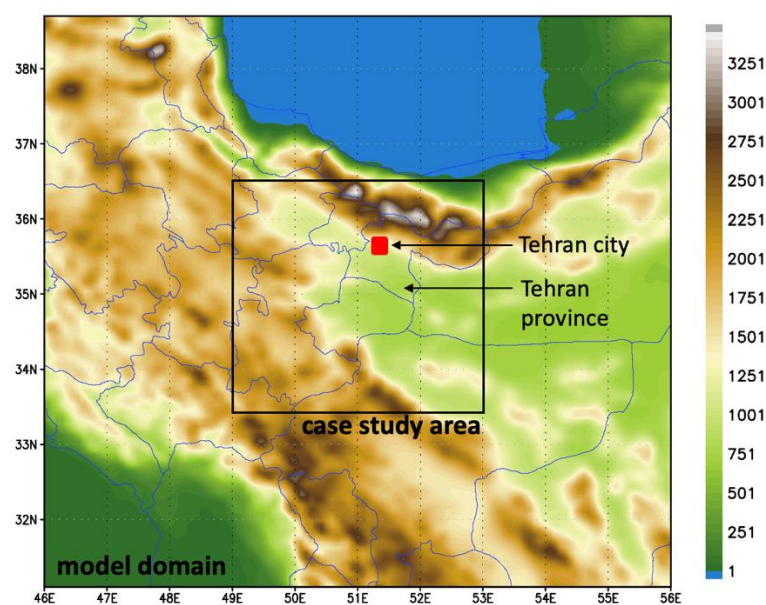 38N
37N
36N
35N
34N
33N
32N
Tehran city
Tehran
province
case study area
model domain
46E 47E 48E 49E 50E 51E 52E 53E 54E 55E 56E
3251
3001
2751
2501
2251
2001
1751
1501
1251
1001
751
501
251
1